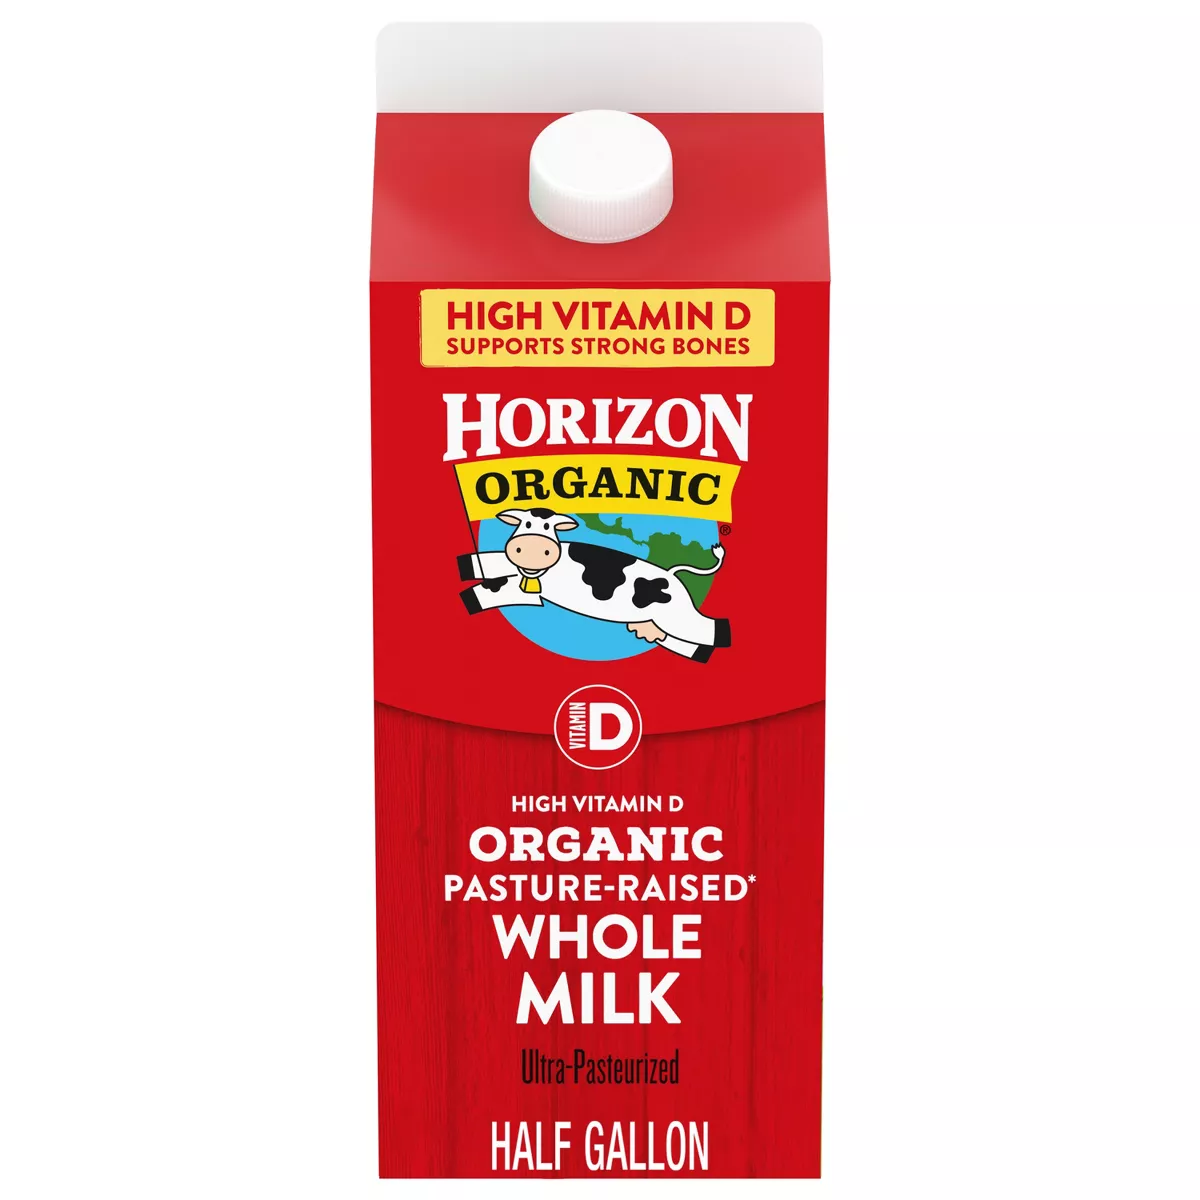 HIGH VITAMIN D
SUPPORTS STRONG BONES
HORIZON
ORGANIC
®
VITAMIN D
HIGH VITAMIN D
ORGANIC
PASTURE-RAISED*
WHOLE
MILK
Ultra-Pasteurized
HALF GALLON